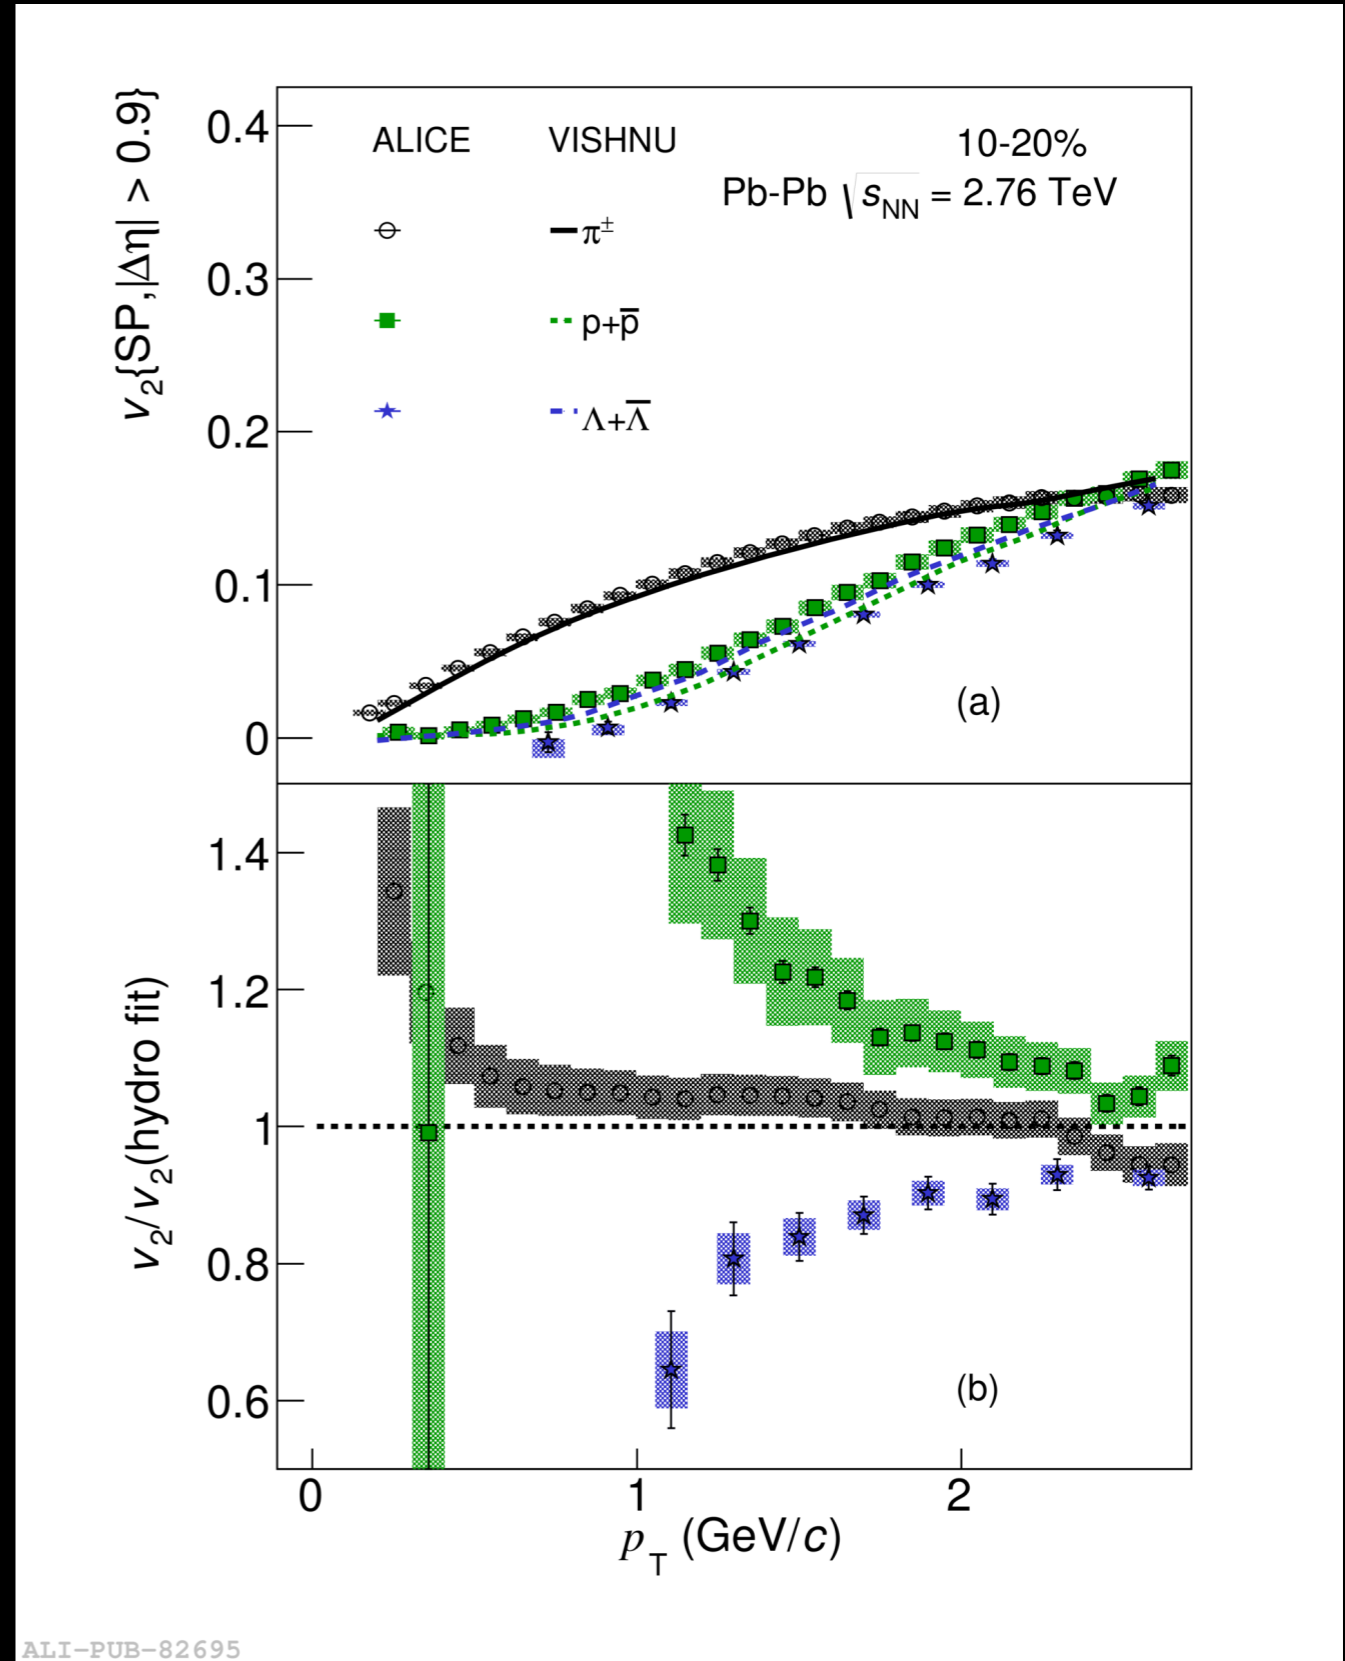 0.4
0.3
0.2
0.1
0
v₂{SP,|Δη| > 0.9}
ALICE VISHNU
10-20%
Pb-Pb √sNN = 2.76 TeV
π±
p+p̅
Λ+Λ̅
(a)
1.4
1.2
1
0.8
0.6
v₂/v₂(hydro fit)
(b)
0 1 2
pT (GeV/c)
ALI-PUB-82695